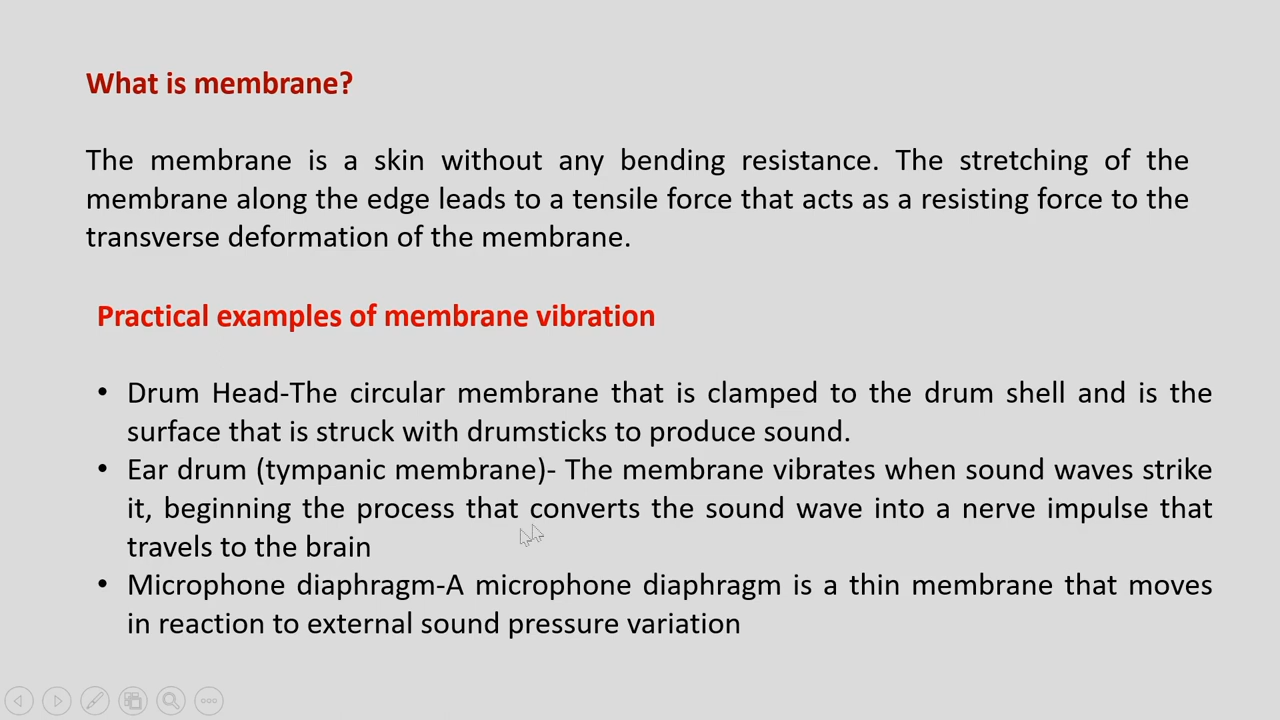 What is membrane?
The membrane is a skin without any bending resistance. The stretching of the
membrane along the edge leads to a tensile force that acts as a resisting force to the
transverse deformation of the membrane.
Practical examples of membrane vibration
• Drum Head-The circular membrane that is clamped to the drum shell and is the
surface that is struck with drumsticks to produce sound.
• Ear drum (tympanic membrane)- The membrane vibrates when sound waves strike
it, beginning the process that converts the sound wave into a nerve impulse that
travels to the brain
• Microphone diaphragm-A microphone diaphragm is a thin membrane that moves
in reaction to external sound pressure variation